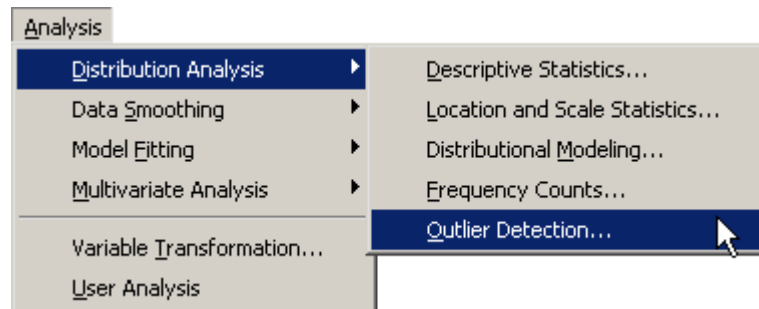 Analysis
Distribution Analysis
Data Smoothing
Model Fitting
Multivariate Analysis
Variable Transformation...
User Analysis
Descriptive Statistics...
Location and Scale Statistics...
Distributional Modeling...
Frequency Counts...
Outlier Detection...